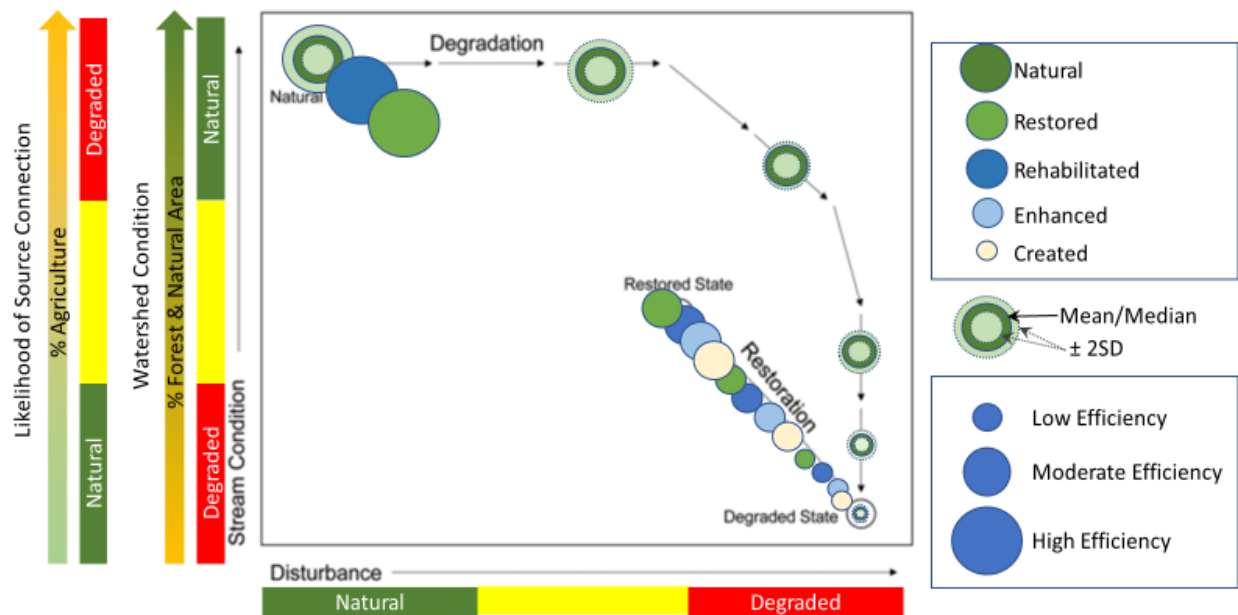 Likelihood of Source Connection
% Agriculture
Degraded
Natural
Watershed Condition
% Forest & Natural Area
Natural
Degraded
Stream Condition
Natural
Degradation
Restored State
Restoration
Degraded State
Disturbance
Natural
Degraded
Natural
Restored
Rehabilitated
Enhanced
Created
Mean/Median
± 2SD
Low Efficiency
Moderate Efficiency
High Efficiency